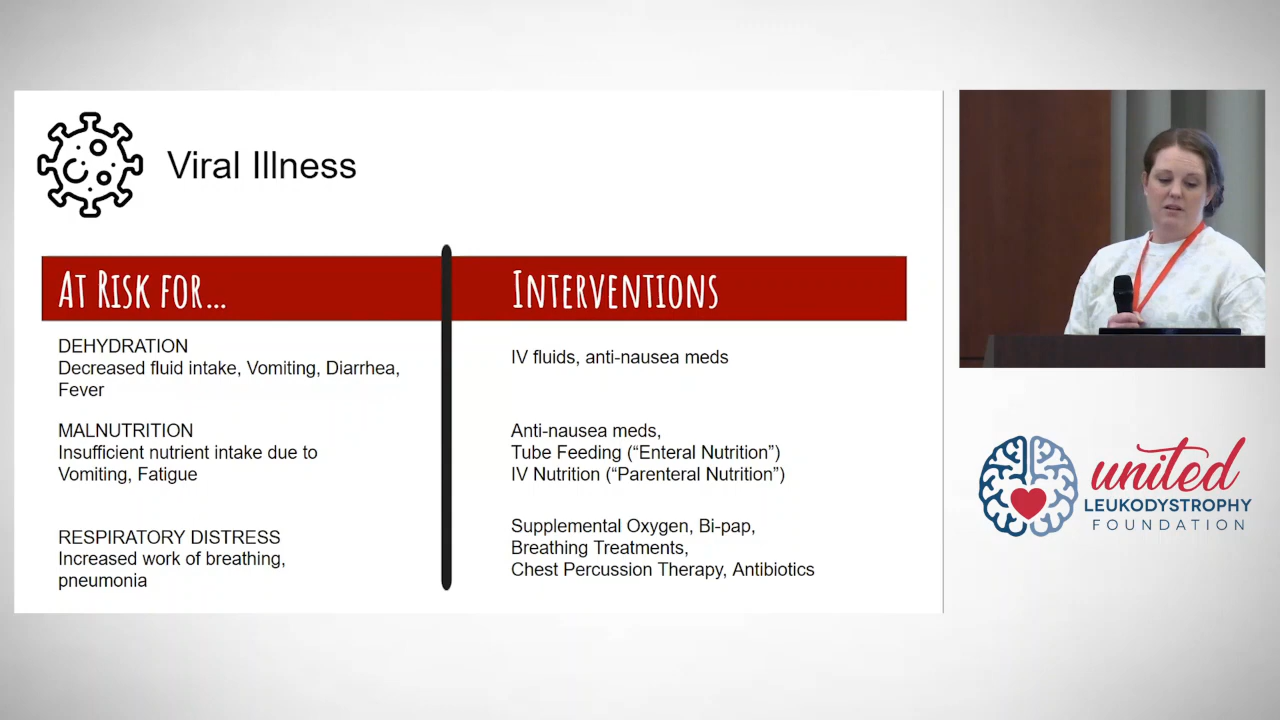 Viral Illness
At Risk for...
Interventions
DEHYDRATION
Decreased fluid intake, Vomiting, Diarrhea,
Fever
IV fluids, anti-nausea meds
MALNUTRITION
Insufficient nutrient intake due to
Vomiting, Fatigue
Anti-nausea meds,
Tube Feeding (“Enteral Nutrition”)
IV Nutrition (“Parenteral Nutrition”)
RESPIRATORY DISTRESS
Increased work of breathing,
pneumonia
Supplemental Oxygen, Bi-pap,
Breathing Treatments,
Chest Percussion Therapy, Antibiotics
united
LEUKODYSTROPHY
FOUNDATION